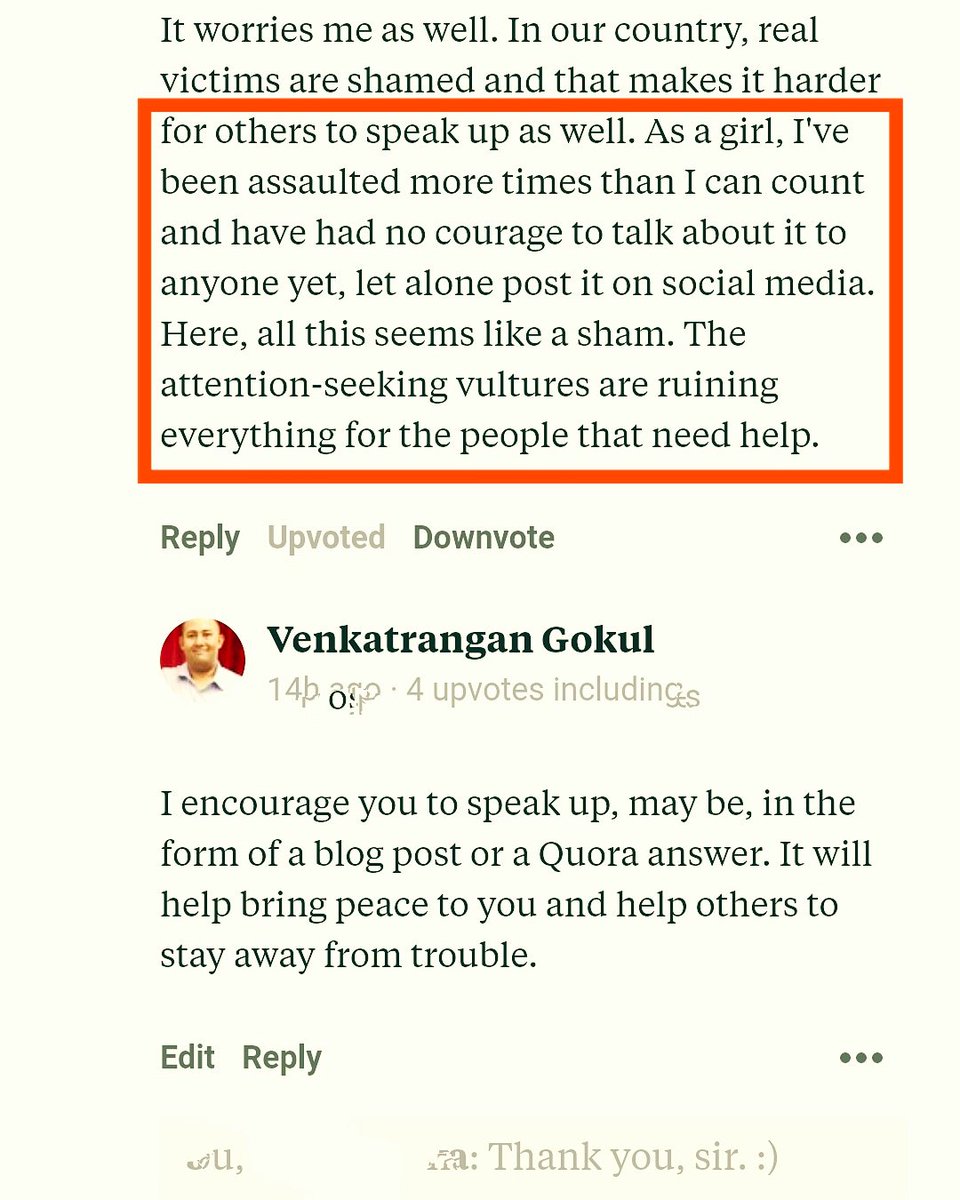 It worries me as well. In our country, real
victims are shamed and that makes it harder
for others to speak up as well. As a girl, I've
been assaulted more times than I can count
and have had no courage to talk about it to
anyone yet, let alone post it on social media.
Here, all this seems like a sham. The
attention-seeking vultures are ruining
everything for the people that need help.
Reply Upvoted Downvote
Venkatrangan Gokul
14h ago · 4 upvotes including
I encourage you to speak up, may be, in the
form of a blog post or a Quora answer. It will
help bring peace to you and help others to
stay away from trouble.
Edit Reply
Thank you, sir. :)